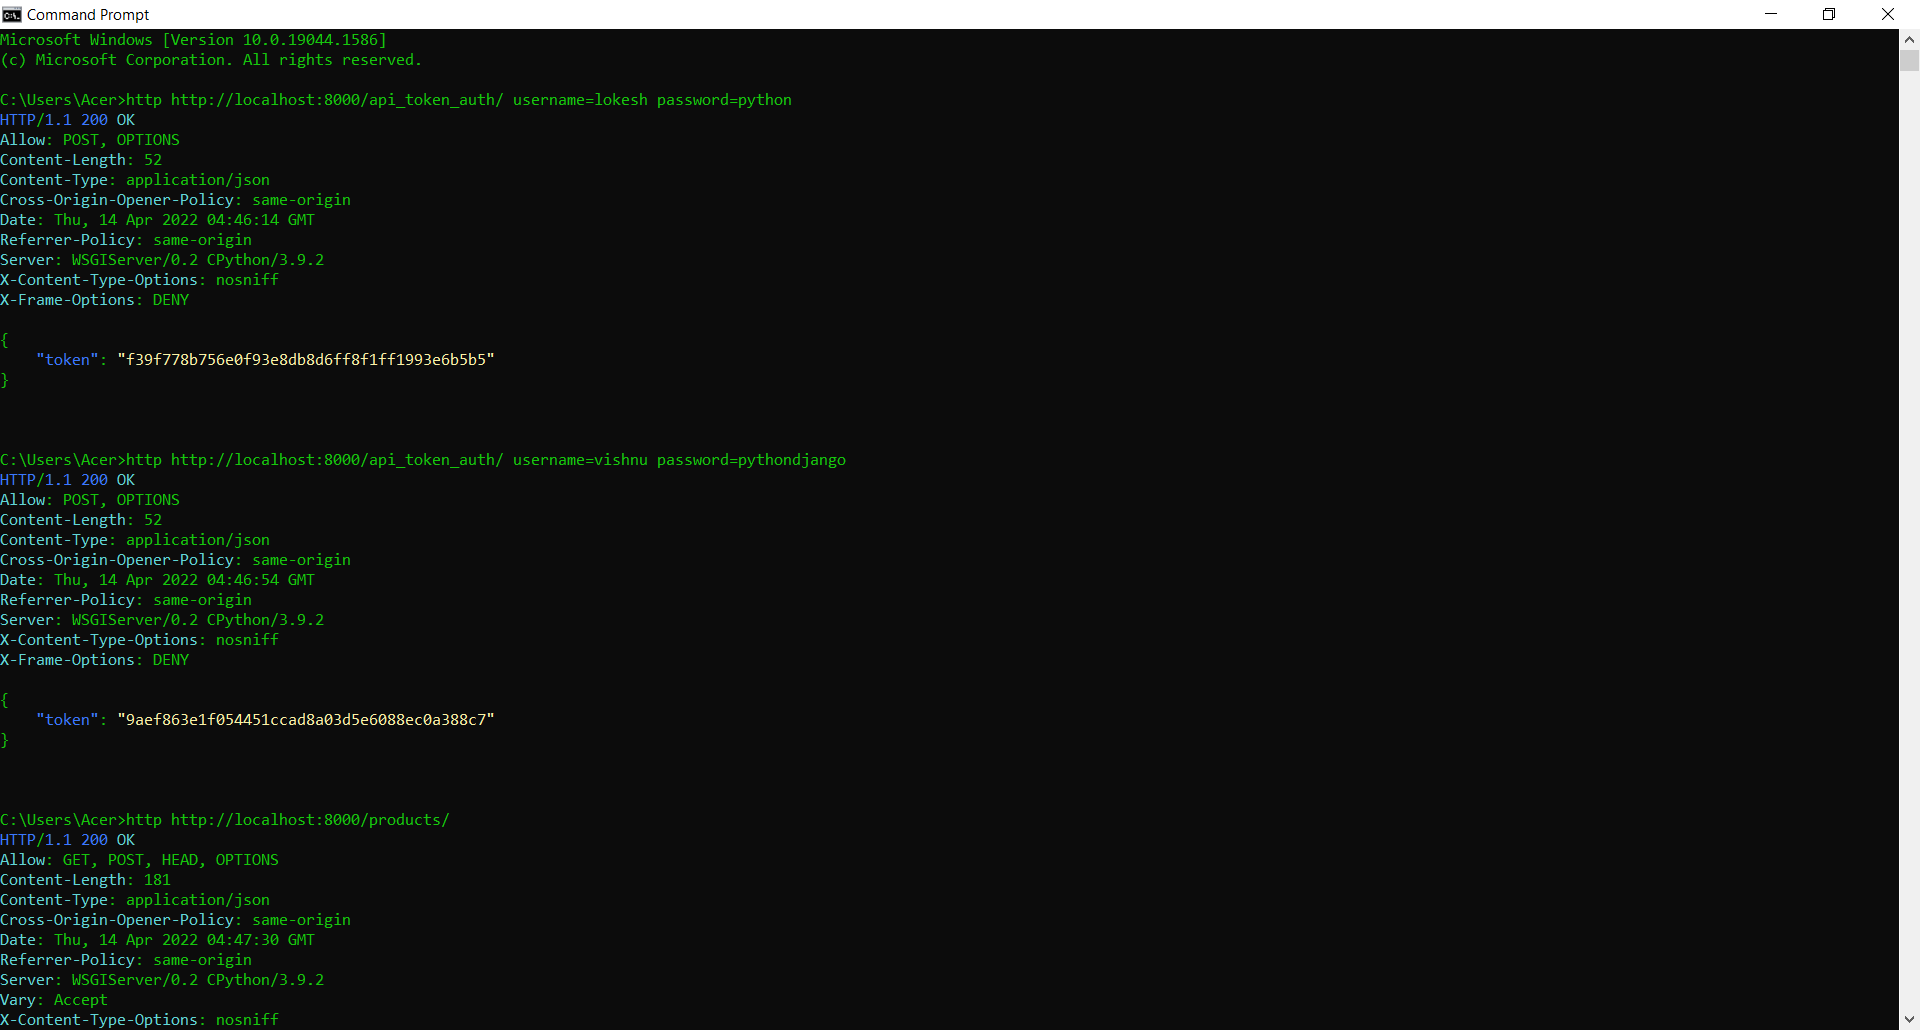 Command Prompt
Microsoft Windows [Version 10.0.19044.1586]
(c) Microsoft Corporation. All rights reserved.
C:\Users\Acer>http http://localhost:8000/api_token_auth/ username=lokesh password=python
HTTP/1.1 200 OK
Allow: POST, OPTIONS
Content-Length: 52
Content-Type: application/json
Cross-Origin-Opener-Policy: same-origin
Date: Thu, 14 Apr 2022 04:46:14 GMT
Referrer-Policy: same-origin
Server: WSGIServer/0.2 CPython/3.9.2
X-Content-Type-Options: nosniff
X-Frame-Options: DENY
{
    "token": "f39f778b756e0f93e8db8d6ff8f1ff1993e6b5b5"
}
C:\Users\Acer>http http://localhost:8000/api_token_auth/ username=vishnu password=pythondjango
HTTP/1.1 200 OK
Allow: POST, OPTIONS
Content-Length: 52
Content-Type: application/json
Cross-Origin-Opener-Policy: same-origin
Date: Thu, 14 Apr 2022 04:46:54 GMT
Referrer-Policy: same-origin
Server: WSGIServer/0.2 CPython/3.9.2
X-Content-Type-Options: nosniff
X-Frame-Options: DENY
{
    "token": "9aef863e1f054451ccad8a03d5e6088ec0a388c7"
}
C:\Users\Acer>http http://localhost:8000/products/
HTTP/1.1 200 OK
Allow: GET, POST, HEAD, OPTIONS
Content-Length: 181
Content-Type: application/json
Cross-Origin-Opener-Policy: same-origin
Date: Thu, 14 Apr 2022 04:47:30 GMT
Referrer-Policy: same-origin
Server: WSGIServer/0.2 CPython/3.9.2
Vary: Accept
X-Content-Type-Options: nosniff